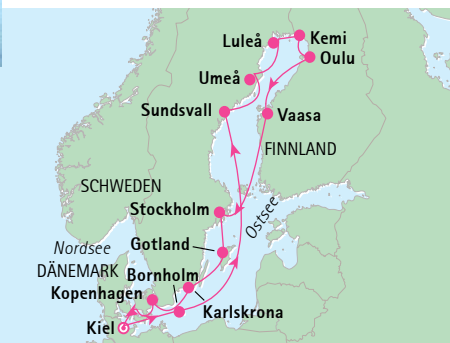 Luleå
Kemi
Oulu
Umeå
Sundsvall
Vaasa
FINNLAND
SCHWEDEN
Stockholm
Ostsee
Nordsee
Gotland
DÄNEMARK
Bornholm
Kopenhagen
Karlskrona
Kiel